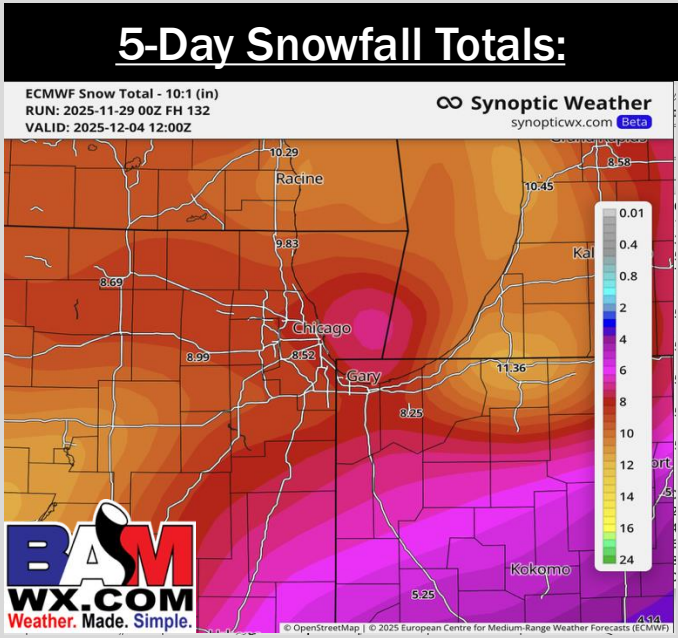 5-Day Snowfall Totals:
ECMWF Snow Total - 10:1 (in)
RUN: 2025-11-29 00Z FH 132
VALID: 2025-12-04 12:00Z
Synoptic Weather
synopticwx.com Beta
10.29
8.58
Racine
10.45
0.01
9.83
0.4
Kal
0.8
8.69
2
Chicago
4
8.99
8.52
11.36
6
Gary
8.25
8
10
12
14
16
24
Kokomo
5.25
4.14
BAM
WX.COM
Weather. Made. Simple.
© OpenStreetMap | © 2025 European Centre for Medium-Range Weather Forecasts (ECMWF)